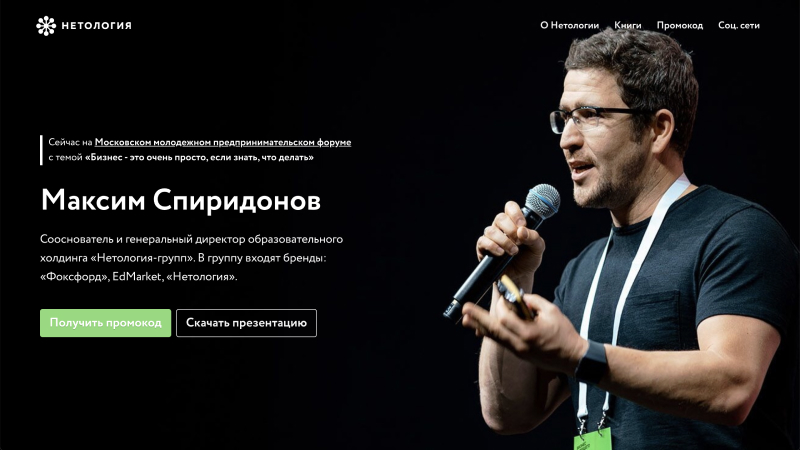 НЕТОЛОГИЯ
О Нетологии Книги Промокод Соц. сети
Сейчас на Московском молодежном предпринимательском форуме
с темой «Бизнес - это очень просто, если знать, что делать»
Максим Спиридонов
Сооснователь и генеральный директор образовательного
холдинга «Нетология-групп». В группу входят бренды:
«Фоксфорд», EdMarket, «Нетология».
Получить промокод Скачать презентацию